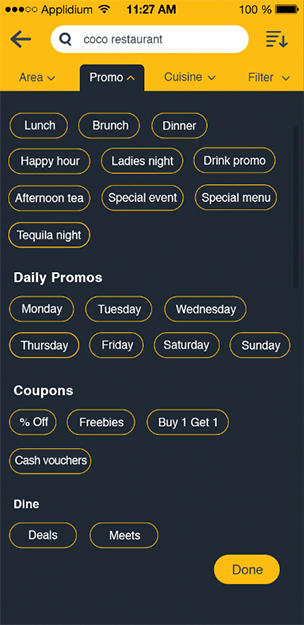 Applidium 11:27 AM 100 %
coco restaurant
Area Promo Cuisine Filter
Lunch Brunch Dinner
Happy hour Ladies night Drink promo
Afternoon tea Special event Special menu
Tequila night
Daily Promos
Monday Tuesday Wednesday
Thursday Friday Saturday Sunday
Coupons
% Off Freebies Buy 1 Get 1
Cash vouchers
Dine
Deals Meets
Done